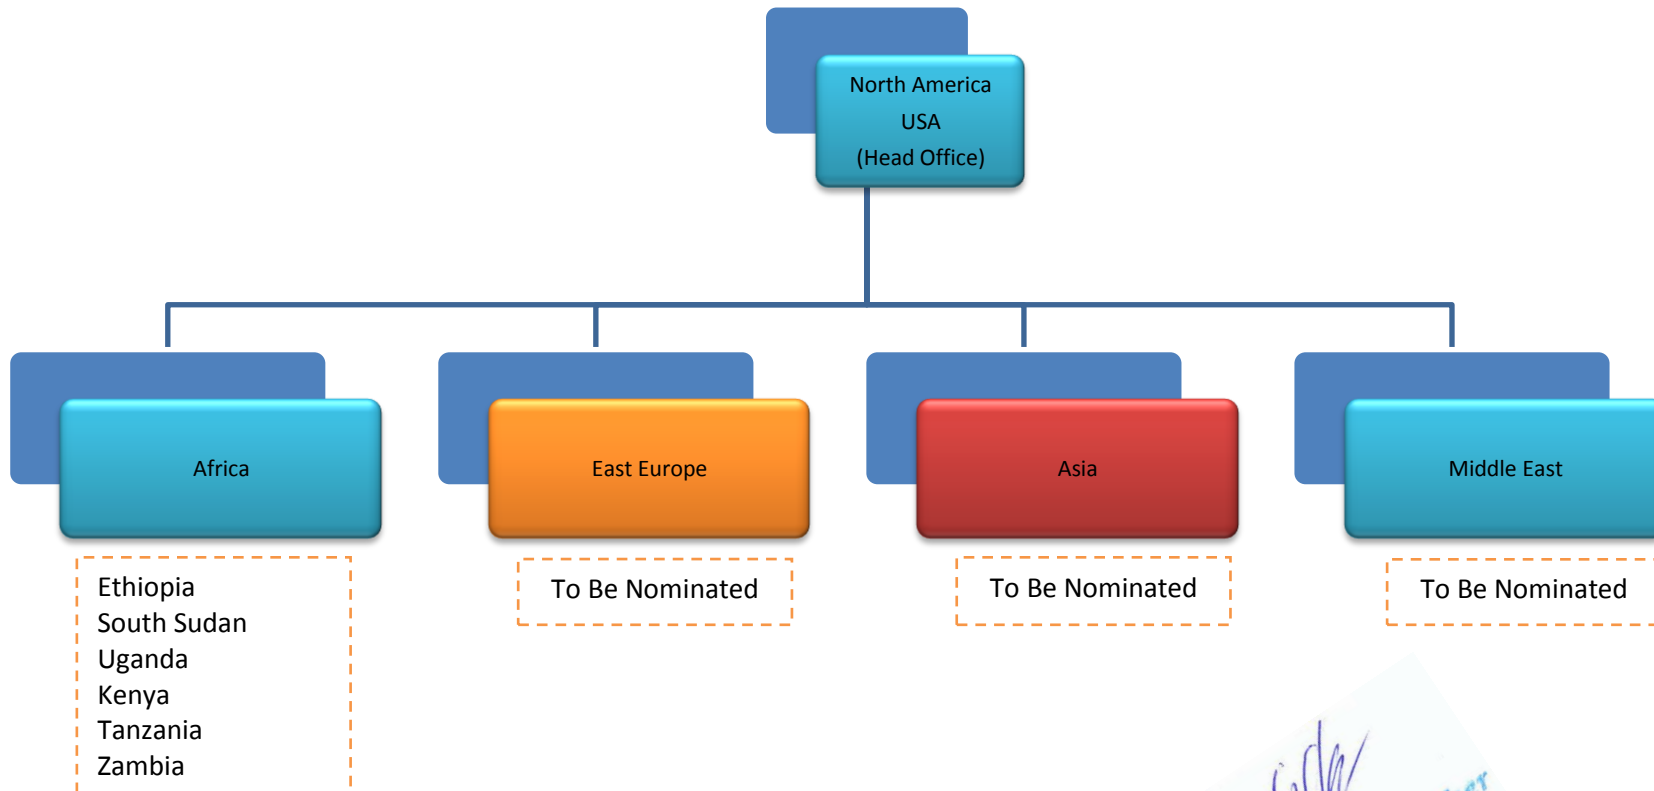 North America
USA
(Head Office)
Africa
East Europe
Asia
Middle East
Ethiopia
South Sudan
Uganda
Kenya
Tanzania
Zambia
To Be Nominated
To Be Nominated
To Be Nominated